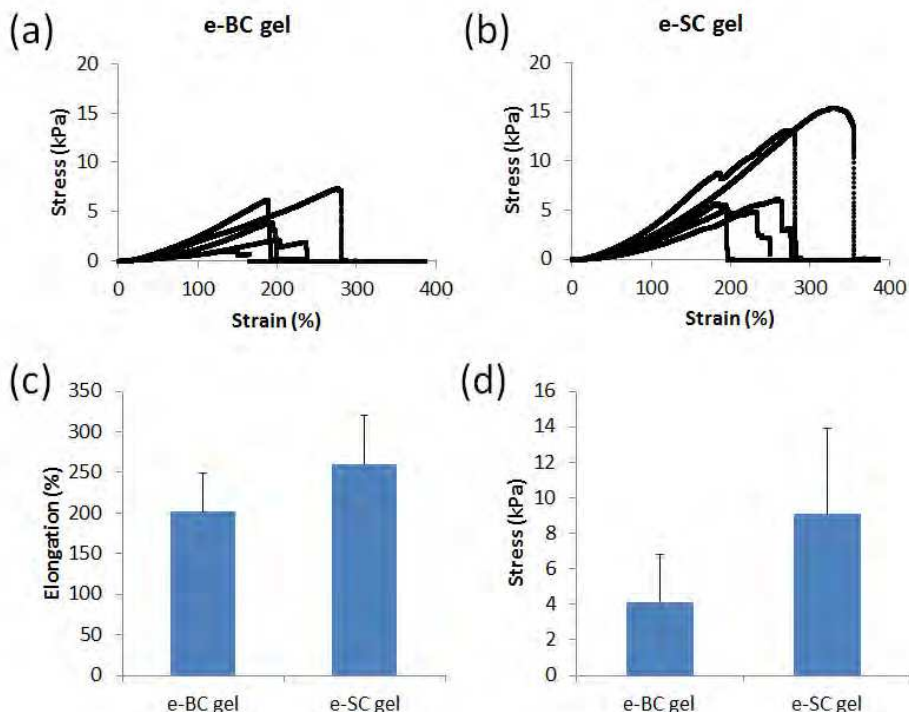 (a)
e-BC gel
20
15
10
5
0
Stress (kPa)
0 100 200 300 400
Strain (%)
(b)
e-SC gel
20
15
10
5
0
Stress (kPa)
0 100 200 300 400
Strain (%)
(c)
350
300
250
200
150
100
50
0
Elongation (%)
e-BC gel e-SC gel
(d)
16
14
12
10
8
6
4
2
0
Stress (kPa)
e-BC gel e-SC gel